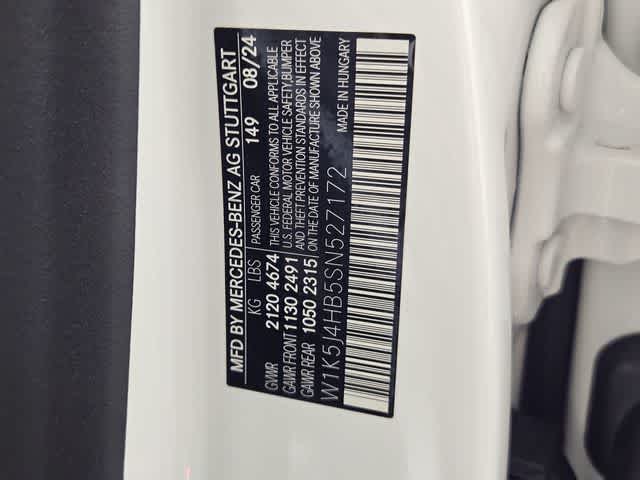 MFD BY MERCEDES-BENZ AG STUTTGART
KG LBS PASSENGER CAR 149 08/24
GVWR 2120 4674 THIS VEHICLE CONFORMS TO ALL APPLICABLE
GAWR FRONT 1130 2491 U.S. FEDERAL MOTOR VEHICLE SAFETY, BUMPER
GAWR REAR 1050 2315 AND THEFT PREVENTION STANDARDS IN EFFECT
ON THE DATE OF MANUFACTURE SHOWN ABOVE
W1K5J4HB5SN527172 MADE IN HUNGARY